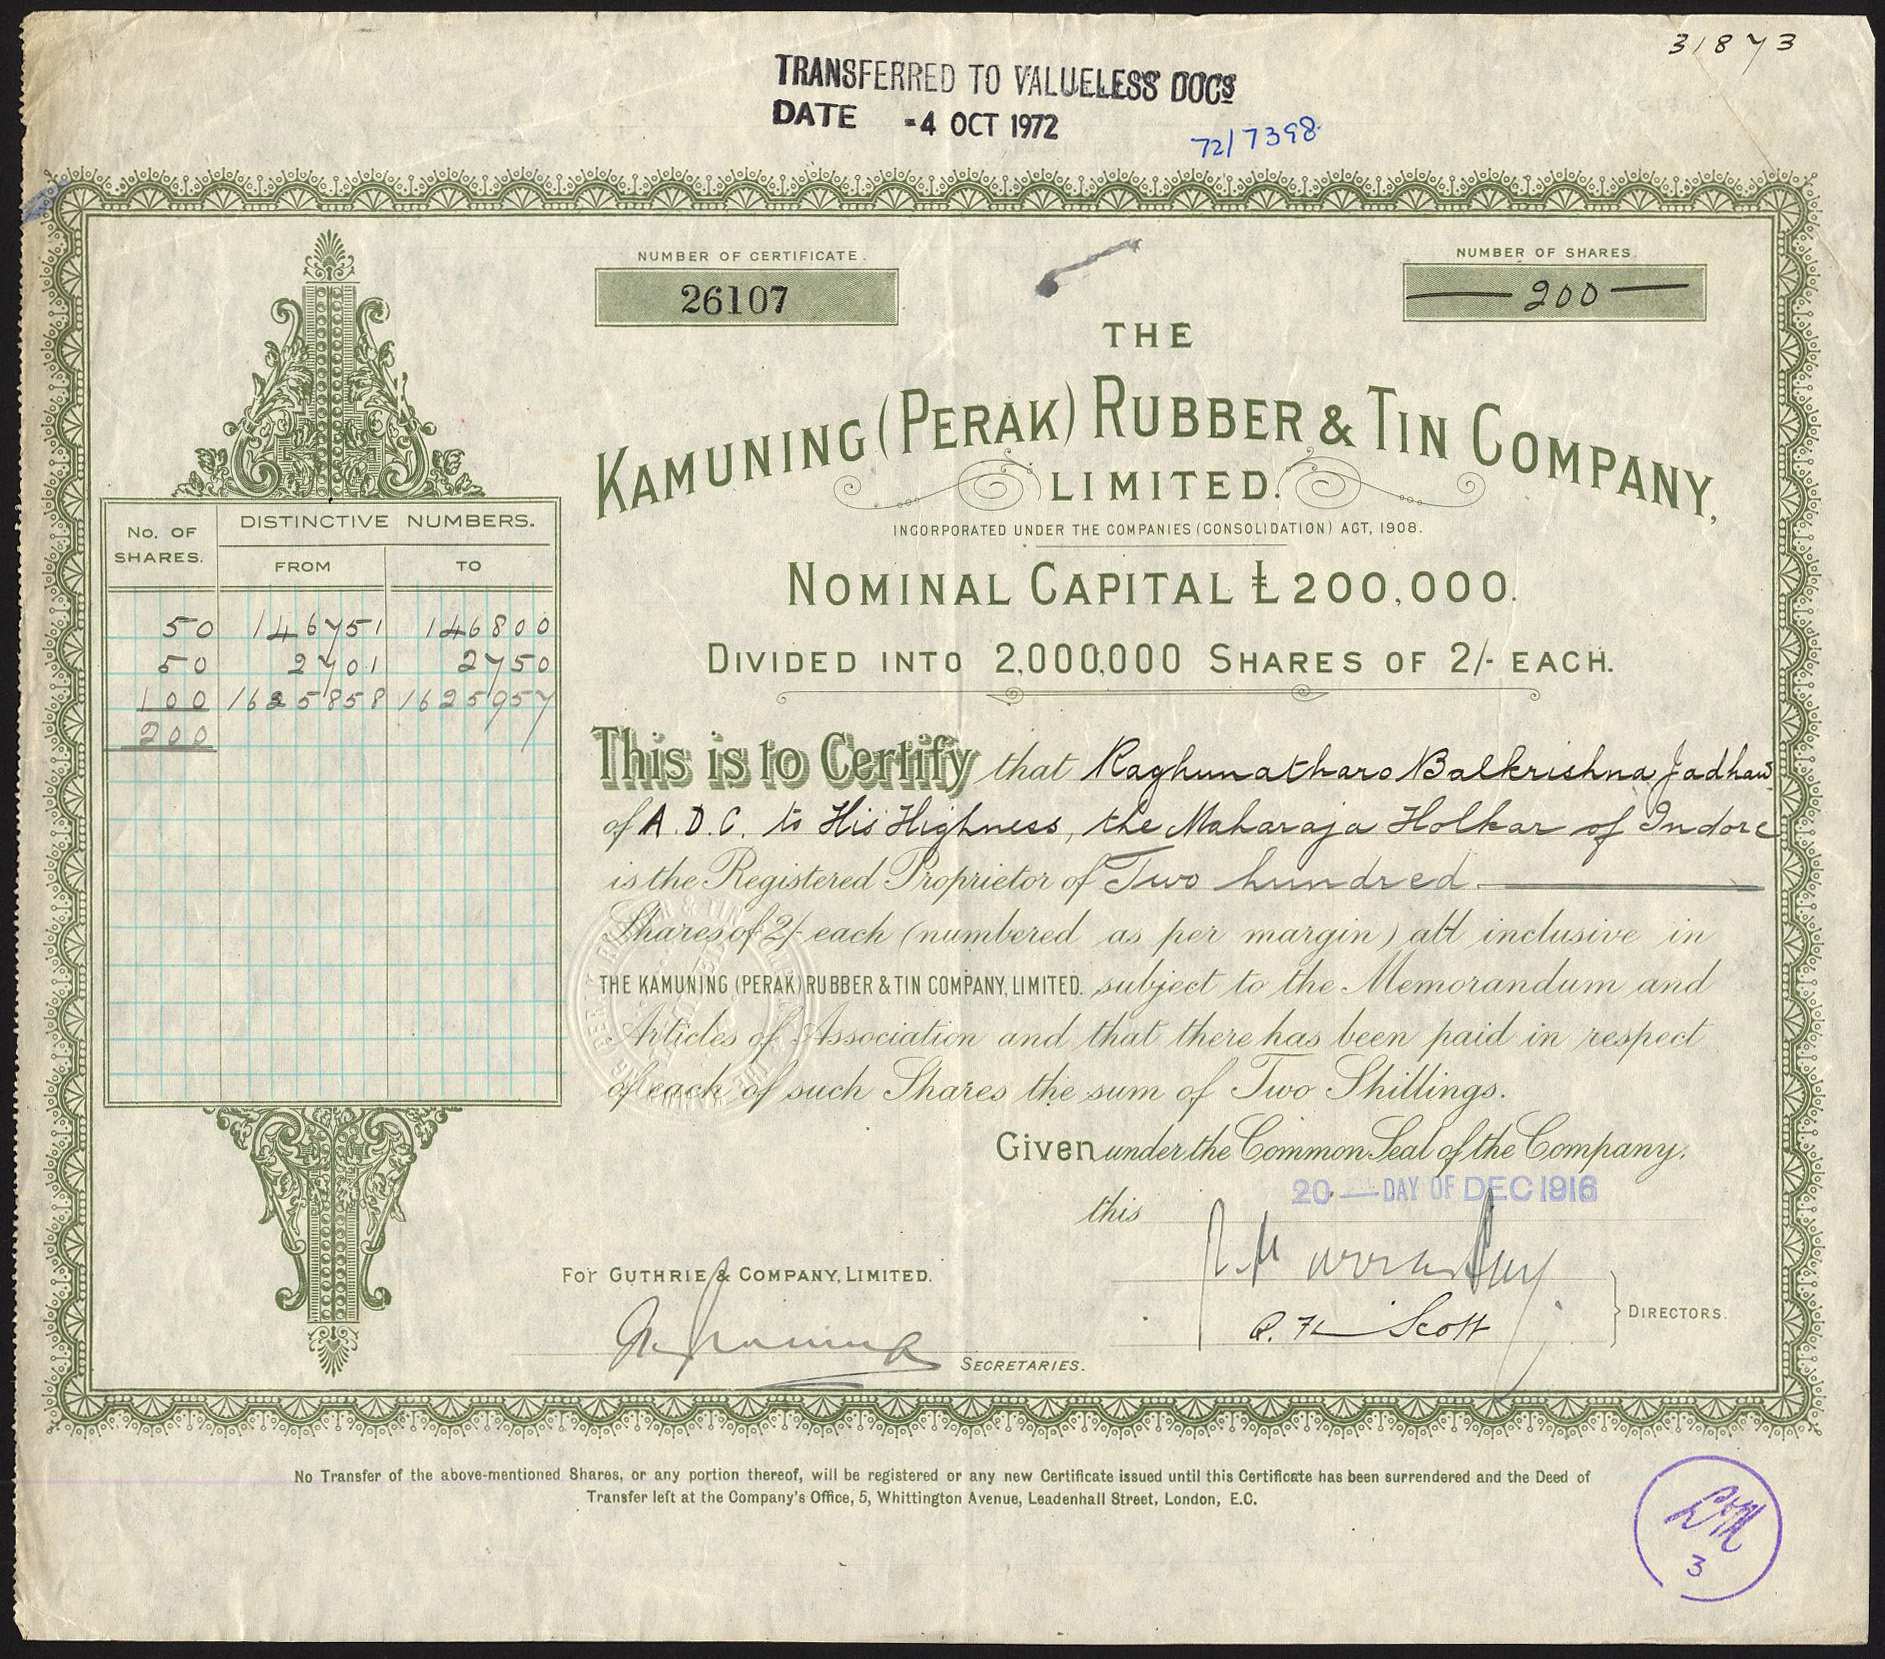 31873
TRANSFERRED TO VALUELESS DOCS
DATE -4 OCT 1972
72/7398
NUMBER OF CERTIFICATE.
26107
NUMBER OF SHARES.
200
THE
KAMUNING (PERAK) RUBBER & TIN COMPANY,
LIMITED.
INCORPORATED UNDER THE COMPANIES (CONSOLIDATION) ACT, 1908.
NOMINAL CAPITAL £200,000.
DIVIDED INTO 2,000,000 SHARES OF 2/- EACH.
No. OF SHARES. DISTINCTIVE NUMBERS.
FROM TO
50 146751 146800
50 2701 2750
100 1625858 1625957
200
This is to Certify that Raghunatharo Balkrishna Jadhav
of A.D.C. to His Highness, the Maharaja Holkar of Indore
is the Registered Proprietor of Two hundred
Shares of 2/- each (numbered as per margin) all inclusive in
THE KAMUNING (PERAK) RUBBER & TIN COMPANY, LIMITED. subject to the Memorandum and
Articles of Association and that there has been paid in respect
of each of such Shares the sum of Two Shillings.
Given under the Common Seal of the Company.
this 20 DAY OF DEC 1916
For GUTHRIE & COMPANY, LIMITED.
SECRETARIES.
Scott
DIRECTORS.
No Transfer of the above-mentioned Shares, or any portion thereof, will be registered or any new Certificate issued until this Certificate has been surrendered and the Deed of
Transfer left at the Company's Office, 5, Whittington Avenue, Leadenhall Street, London, E.C.
3